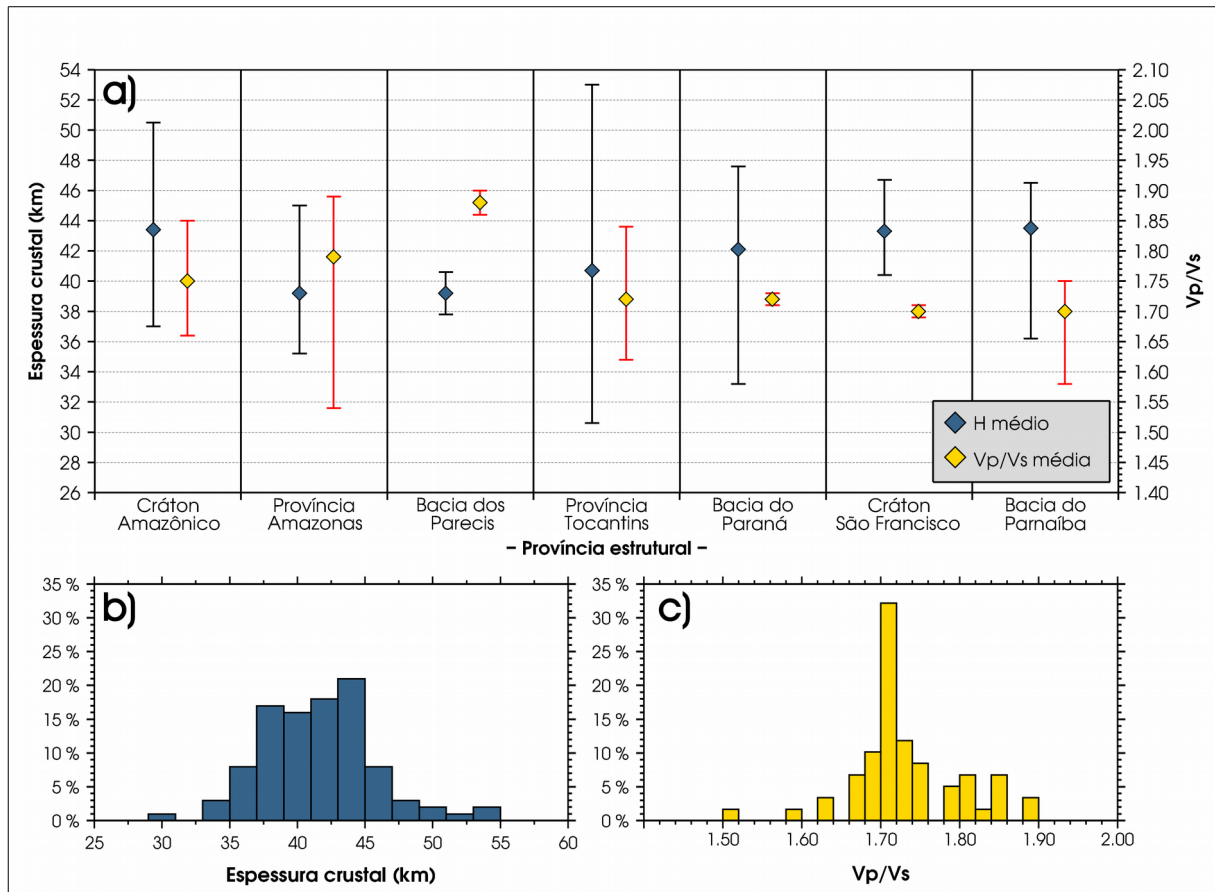 a)
Espessura crustal (km)
54
52
50
48
46
44
42
40
38
36
34
32
30
28
26
2.10
2.05
2.00
1.95
1.90
1.85
1.80
1.75
1.70
1.65
1.60
1.55
1.50
1.45
1.40
Vp/Vs
H médio
Vp/Vs média
Cráton
Amazônico
Província
Amazonas
Bacia dos
Parecis
Província
Tocantins
Bacia do
Paraná
Cráton
São Francisco
Bacia do
Parnaíba
– Província estrutural –
b)
35 %
30 %
25 %
20 %
15 %
10 %
5 %
0 %
25 30 35 40 45 50 55 60
Espessura crustal (km)
c)
35 %
30 %
25 %
20 %
15 %
10 %
5 %
0 %
1.50 1.60 1.70 1.80 1.90 2.00
Vp/Vs